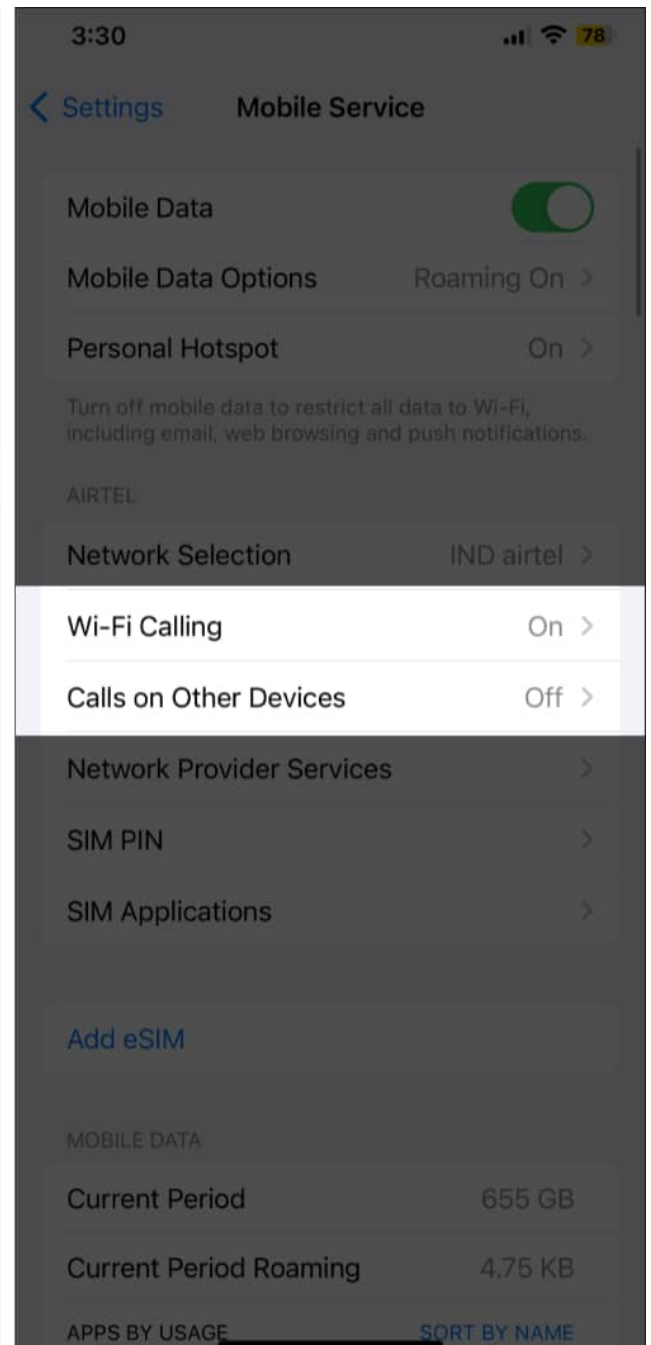 3:30 78
Settings Mobile Service
Mobile Data
Mobile Data Options Roaming On
Personal Hotspot On
Turn off mobile data to restrict all data to Wi-Fi,
including email, web browsing and push notifications.
AIRTEL
Network Selection IND airtel
Wi-Fi Calling On
Calls on Other Devices Off
Network Provider Services
SIM PIN
SIM Applications
Add eSIM
MOBILE DATA
Current Period 655 GB
Current Period Roaming 4.75 KB
APPS BY USAGE SORT BY NAME